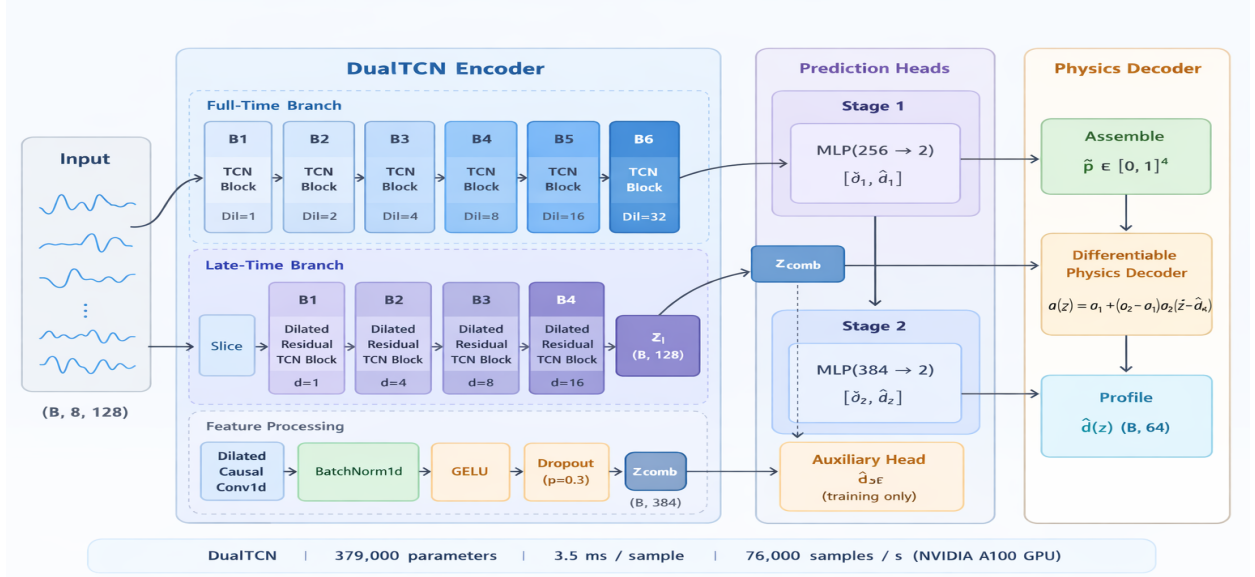 DualTCN Encoder
Prediction Heads
Physics Decoder
Input
(B, 8, 128)
Full-Time Branch
B1
TCN
Block
Dil=1
B2
TCN
Block
Dil=2
B3
TCN
Block
Dil=4
B4
TCN
Block
Dil=8
B5
TCN
Block
Dil=16
B6
TCN
Block
Dil=32
Late-Time Branch
Slice
B1
Dilated
Residual
TCN Block
d=1
B2
Dilated
Residual
TCN Block
d=4
B3
Dilated
Residual
TCN Block
d=8
B4
Dilated
Residual
TCN Block
d=16
z_l
(B, 128)
Feature Processing
Dilated
Causal
Conv1d
BatchNorm1d
GELU
Dropout
(p=0.3)
Zcomb
(B, 384)
Stage 1
MLP(256 → 2)
[σ̌₁, d̂₁]
Zcomb
Stage 2
MLP(384 → 2)
[σ̌₂, d̂_z]
Auxiliary Head
(training only)
Assemble
p̃ ∈ [0, 1]⁴
Differentiable
Physics Decoder
Profile
d̂(z) (B, 64)
DualTCN | 379,000 parameters | 3.5 ms / sample | 76,000 samples / s (NVIDIA A100 GPU)